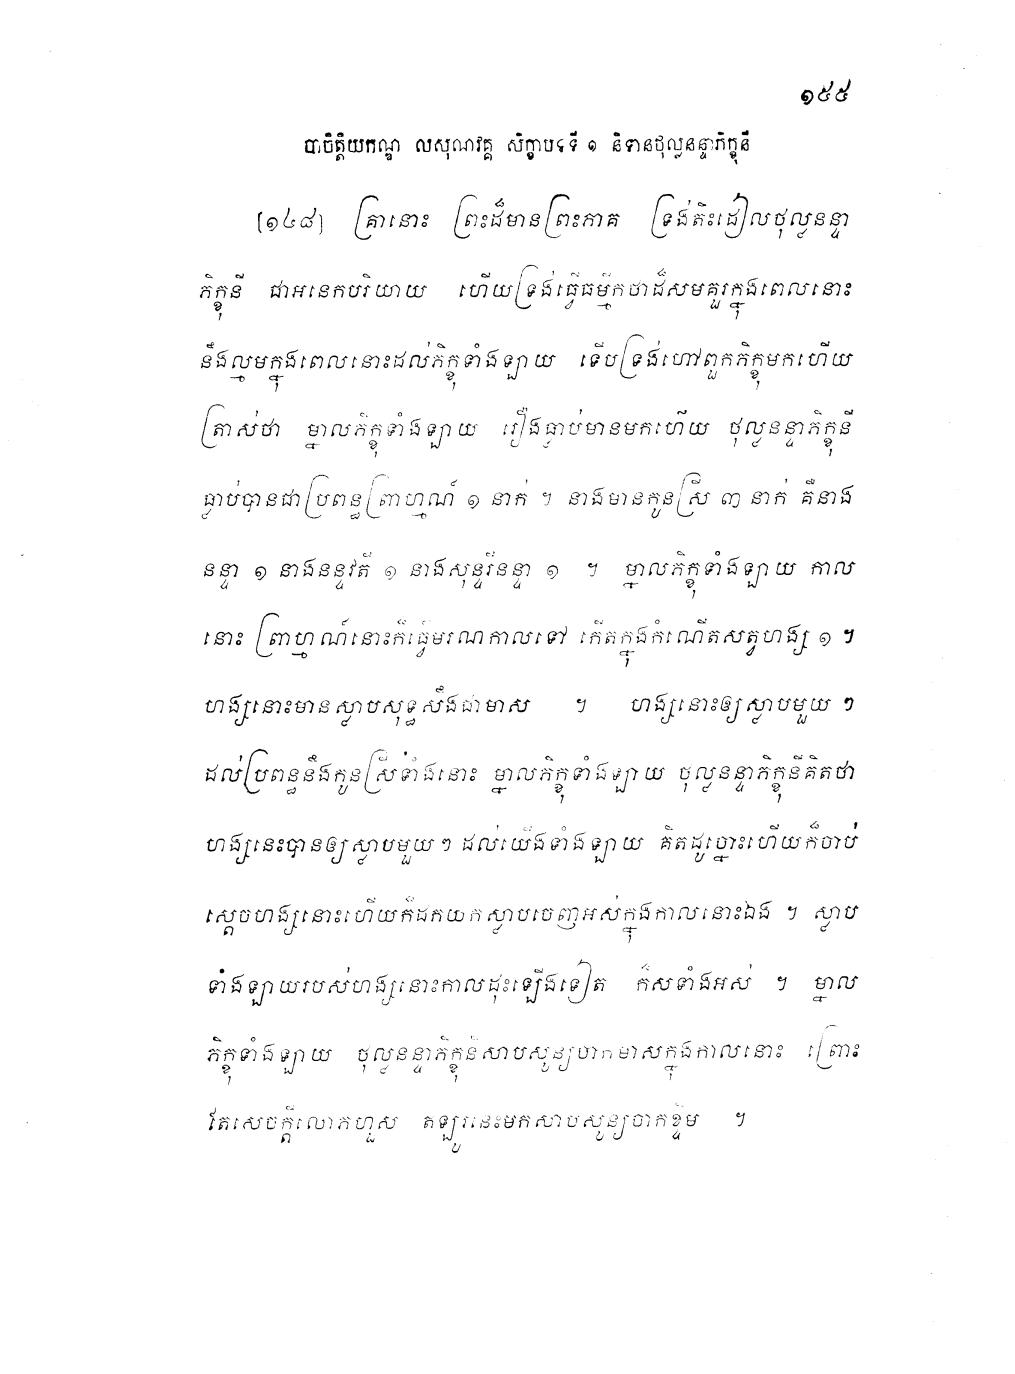 ១៥៥
បាចិត្តិយកណ្ឌ លសុណវគ្គ សិក្ខាបទទី ១ និទានថុល្លនន្ទាភិក្ខុនី
[១៤៨] គ្រានោះ ព្រះដ៏មានព្រះភាគ ទ្រង់តិះដៀលថុល្លនន្ទា
ភិក្ខុនី ជាអនេកបរិយាយ ហើយទ្រង់ធ្វើធម្មីកថាដ៏សមគួរក្នុងពេលនោះ
នឹងល្មមក្នុងពេលនោះដល់ភិក្ខុទាំងឡាយ ទើបទ្រង់ហៅពួកភិក្ខុមកហើយ
ត្រាស់ថា ម្នាលភិក្ខុទាំងឡាយ រឿងធ្លាប់មានមកហើយ ថុល្លនន្ទាភិក្ខុនី
ធ្លាប់បានជាប្រពន្ធព្រាហ្មណ៍ ១ នាក់ ។ នាងមានកូនស្រី ៣ នាក់ គឺនាង
នន្ទា ១ នាងនន្ទវតី ១ នាងសុន្ទរីនន្ទា ១ ។ ម្នាលភិក្ខុទាំងឡាយ កាល
នោះ ព្រាហ្មណ៍នោះក៏ធ្វើមរណកាលទៅ កើតក្នុងកំណើតសត្វហង្ស ១ ។
ហង្សនោះមានស្លាបសុទ្ធសឹងជាមាស ។ ហង្សនោះឲ្យស្លាបមួយ ៗ
ដល់ប្រពន្ធនឹងកូនស្រីទាំងនោះ ម្នាលភិក្ខុទាំងឡាយ ថុល្លនន្ទាភិក្ខុនីគិតថា
ហង្សនេះបានឲ្យស្លាបមួយ ៗ ដល់យើងទាំងឡាយ គិតដូច្នោះហើយក៏ចាប់
ស្តេចហង្សនោះហើយក៏ដកយកស្លាបចេញអស់ក្នុងកាលនោះឯង ។ ស្លាប
ទាំងឡាយរបស់ហង្សនោះកាលដុះឡើងទៀត ក៏សទាំងអស់ ។ ម្នាល
ភិក្ខុទាំងឡាយ ថុល្លនន្ទាភិក្ខុនីសាបសូន្យចាកមាសក្នុងកាលនោះ ព្រោះ
តែសេចក្តីលោភហួស ឥឡូវនេះមកសាបសូន្យចាកខ្ទឹម ។